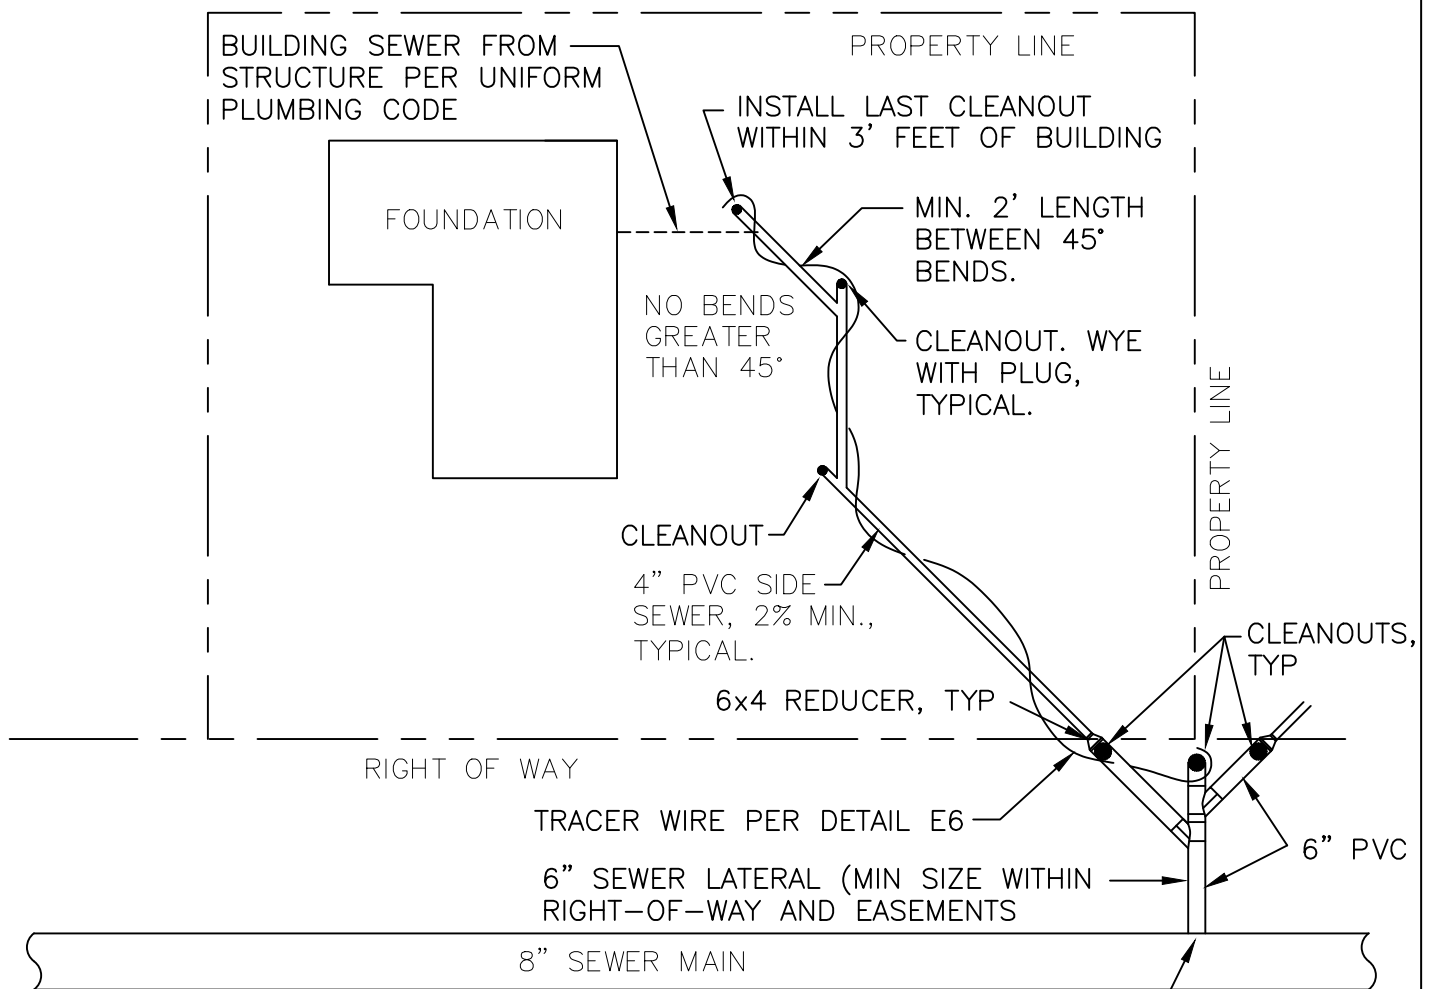 BUILDING SEWER FROM
STRUCTURE PER UNIFORM
PLUMBING CODE
PROPERTY LINE
INSTALL LAST CLEANOUT
WITHIN 3' FEET OF BUILDING
FOUNDATION
MIN. 2' LENGTH
BETWEEN 45°
BENDS.
NO BENDS
GREATER
THAN 45°
CLEANOUT. WYE
WITH PLUG,
TYPICAL.
PROPERTY LINE
CLEANOUT
4" PVC SIDE
SEWER, 2% MIN.,
TYPICAL.
CLEANOUTS,
TYP
6x4 REDUCER, TYP
RIGHT OF WAY
TRACER WIRE PER DETAIL E6
6" PVC
6" SEWER LATERAL (MIN SIZE WITHIN
RIGHT-OF-WAY AND EASEMENTS
8" SEWER MAIN